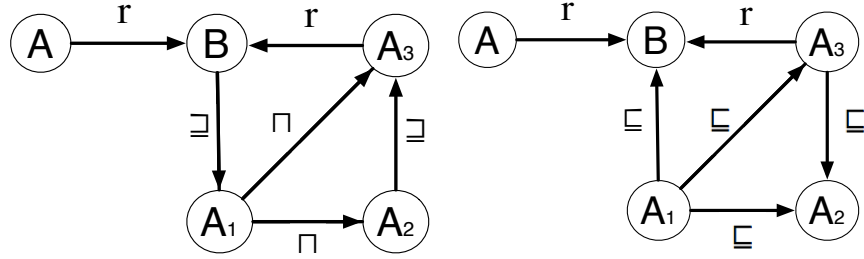 r r r r
A B A₃ A B A₃
⊒ ⊓ ⊒ ⊑ ⊑ ⊑
A₁ A₂ A₁ A₂
⊓ ⊑